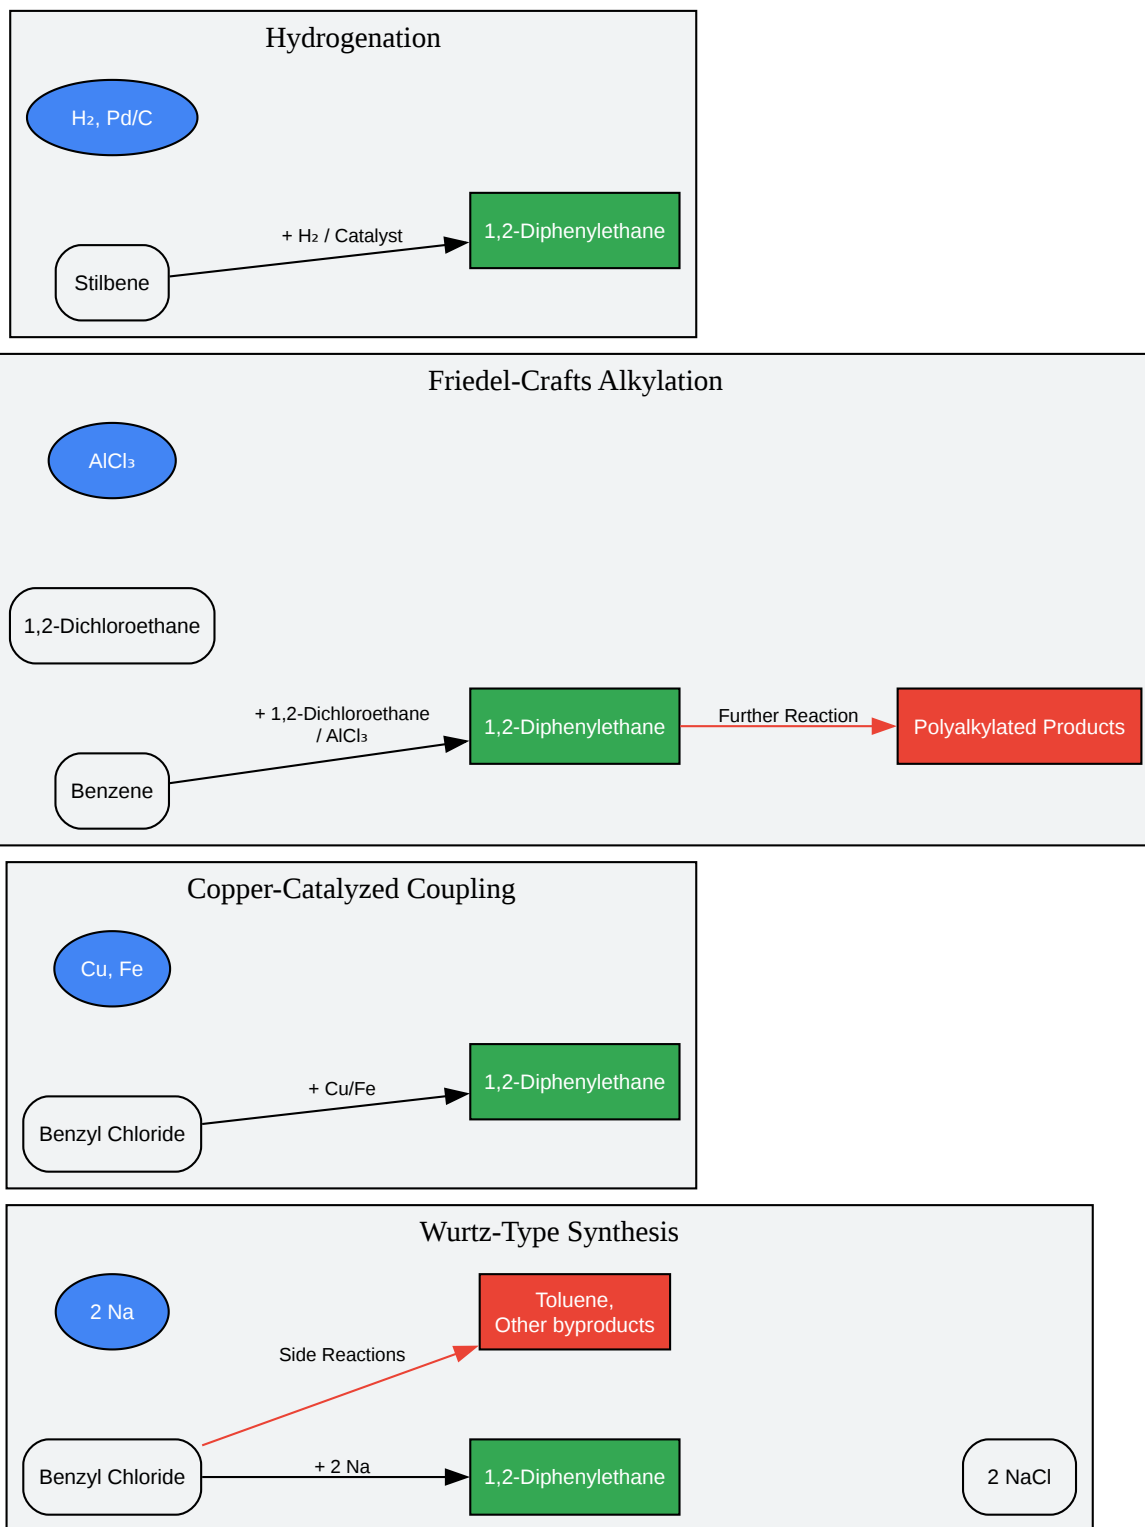 Hydrogenation
H₂, Pd/C
1,2-Diphenylethane
+ H₂ / Catalyst
Stilbene
Friedel-Crafts Alkylation
AlCl₃
1,2-Dichloroethane
+ 1,2-Dichloroethane
/ AlCl₃
1,2-Diphenylethane
Further Reaction
Polyalkylated Products
Benzene
Copper-Catalyzed Coupling
Cu, Fe
1,2-Diphenylethane
+ Cu/Fe
Benzyl Chloride
Wurtz-Type Synthesis
2 Na
Toluene,
Other byproducts
Side Reactions
Benzyl Chloride
+ 2 Na
1,2-Diphenylethane
2 NaCl